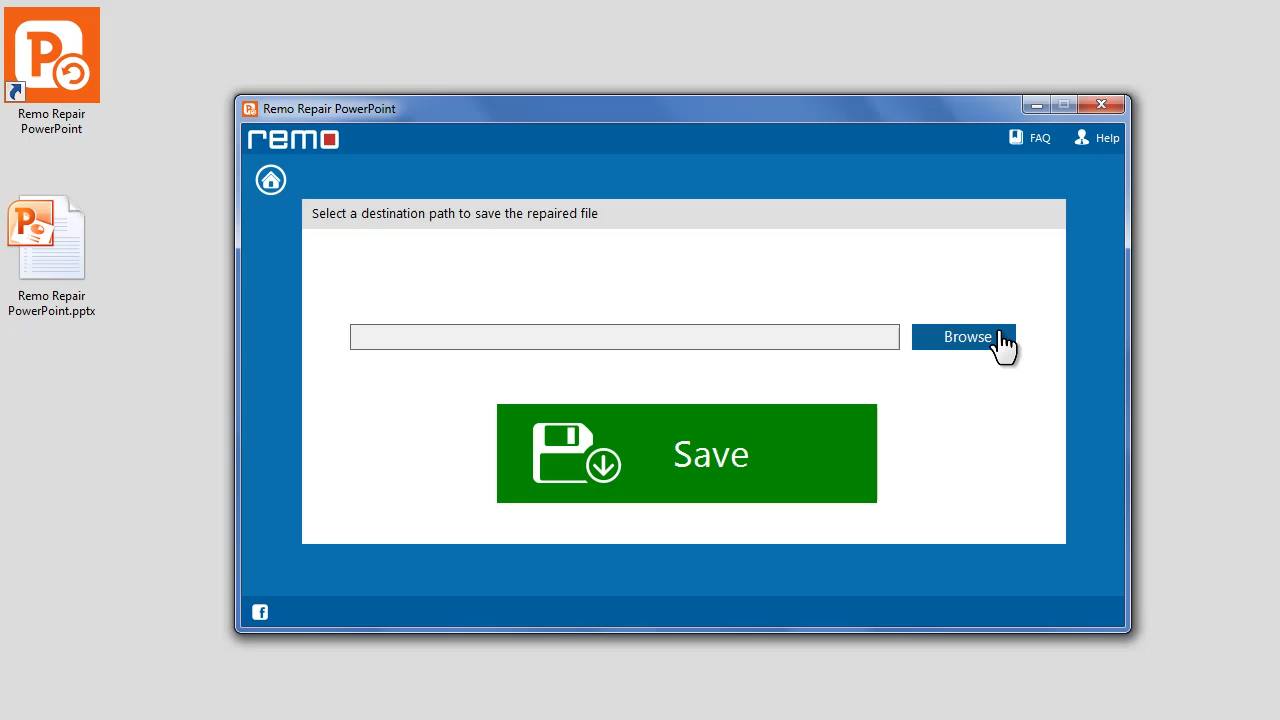 Remo Repair
PowerPoint
Remo Repair
PowerPoint.pptx
Remo Repair PowerPoint
remo
FAQ
Help
Select a destination path to save the repaired file
Browse
Save